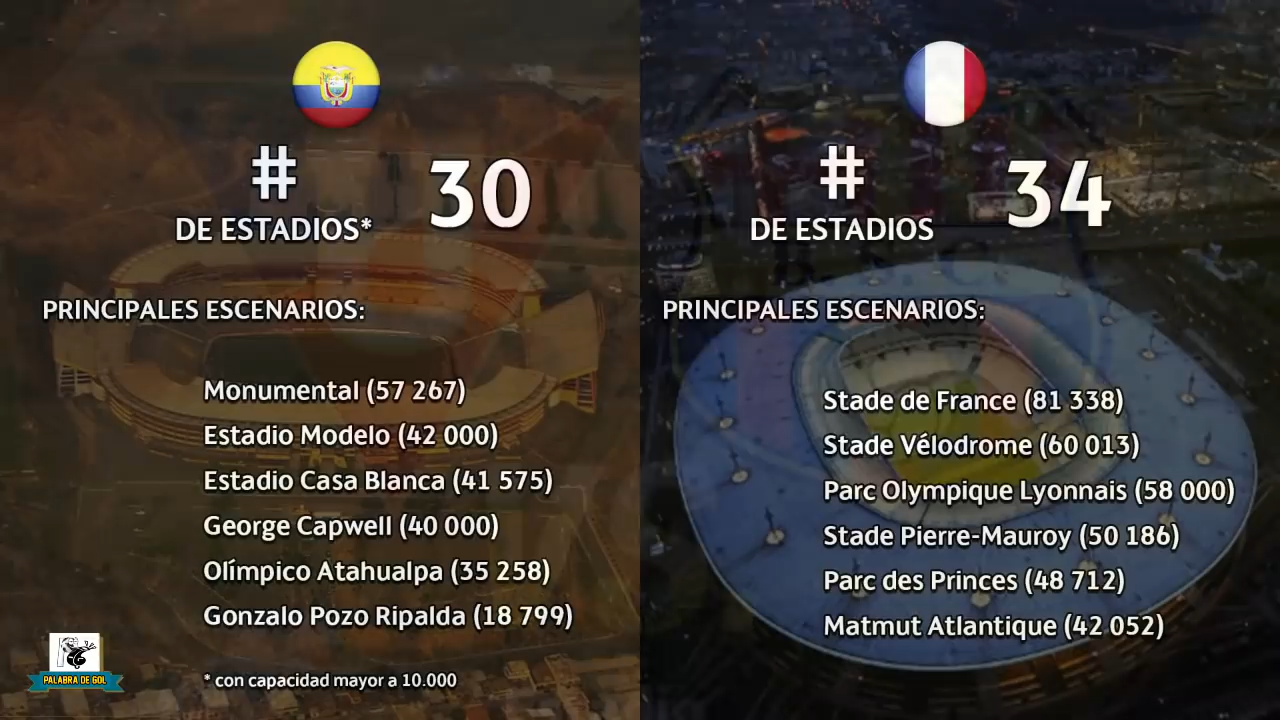 #
DE ESTADIOS*
30
PRINCIPALES ESCENARIOS:
Monumental (57 267)
Estadio Modelo (42 000)
Estadio Casa Blanca (41 575)
George Capwell (40 000)
Olímpico Atahualpa (35 258)
Gonzalo Pozo Ripalda (18 799)
* con capacidad mayor a 10.000
PALABRA DE GOL
#
DE ESTADIOS
34
PRINCIPALES ESCENARIOS:
Stade de France (81 338)
Stade Vélodrome (60 013)
Parc Olympique Lyonnais (58 000)
Stade Pierre-Mauroy (50 186)
Parc des Princes (48 712)
Matmut Atlantique (42 052)